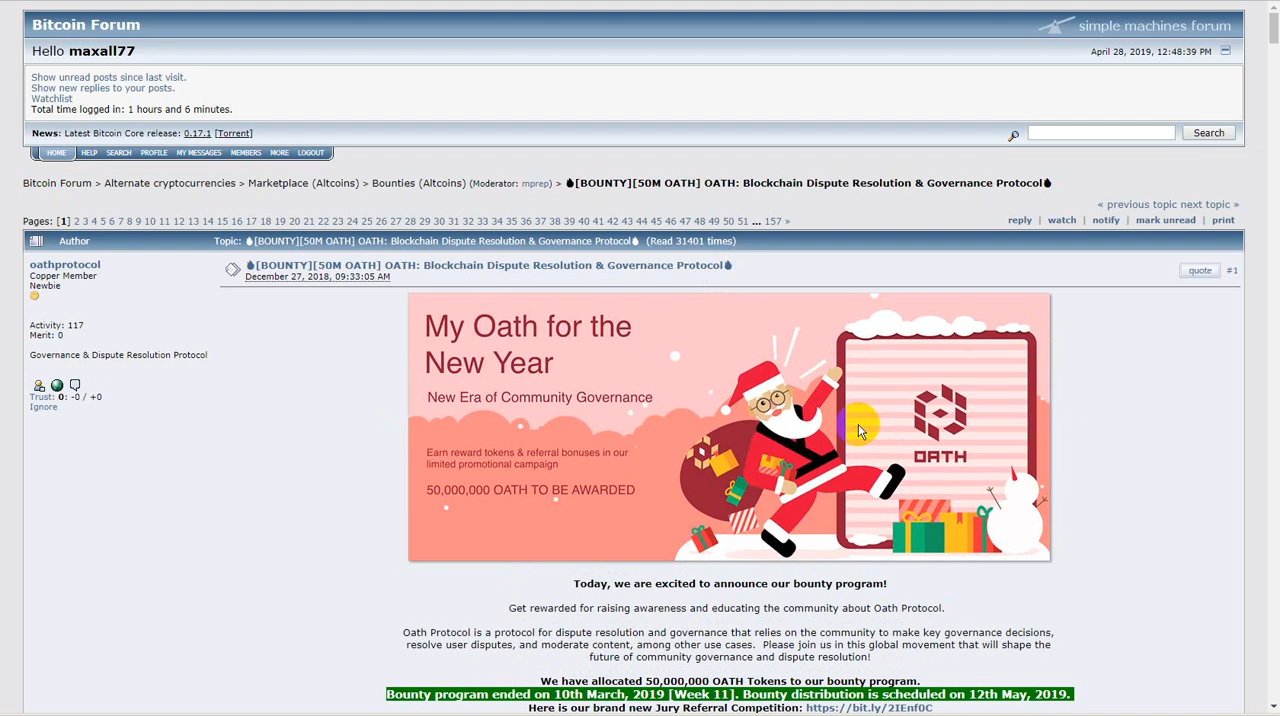 Bitcoin Forum
simple machines forum
Hello maxall77
April 28, 2019, 12:48:39 PM
Show unread posts since last visit.
Show new replies to your posts.
Watchlist
Total time logged in: 1 hours and 6 minutes.
News: Latest Bitcoin Core release: 0.17.1 [Torrent]
Search
HOME HELP SEARCH PROFILE MY MESSAGES MEMBERS MORE LOGOUT
Bitcoin Forum > Alternate cryptocurrencies > Marketplace (Altcoins) > Bounties (Altcoins) (Moderator: mprep) > [BOUNTY][50M OATH] OATH: Blockchain Dispute Resolution & Governance Protocol
« previous topic next topic »
Pages: [1] 2 3 4 5 6 7 8 9 10 11 12 13 14 15 16 17 18 19 20 21 22 23 24 25 26 27 28 29 30 31 32 33 34 35 36 37 38 39 40 41 42 43 44 45 46 47 48 49 50 51 ... 157 »
reply watch notify mark unread print
Author
Topic: [BOUNTY][50M OATH] OATH: Blockchain Dispute Resolution & Governance Protocol (Read 31401 times)
oathprotocol
Copper Member
Newbie
Activity: 117
Merit: 0
Governance & Dispute Resolution Protocol
Trust: 0: -0 / +0
Ignore
[BOUNTY][50M OATH] OATH: Blockchain Dispute Resolution & Governance Protocol
December 27, 2018, 09:33:05 AM
quote #1
My Oath for the
New Year
New Era of Community Governance
Earn reward tokens & referral bonuses in our
limited promotional campaign
50,000,000 OATH TO BE AWARDED
OATH
Today, we are excited to announce our bounty program!
Get rewarded for raising awareness and educating the community about Oath Protocol.
Oath Protocol is a protocol for dispute resolution and governance that relies on the community to make key governance decisions,
resolve user disputes, and moderate content, among other use cases. Please join us in this global movement that will shape the
future of community governance and dispute resolution!
We have allocated 50,000,000 OATH Tokens to our bounty program.
Bounty program ended on 10th March, 2019 [Week 11]. Bounty distribution is scheduled on 12th May, 2019.
Here is our brand new Jury Referral Competition: https://bit.ly/2IEnf0C